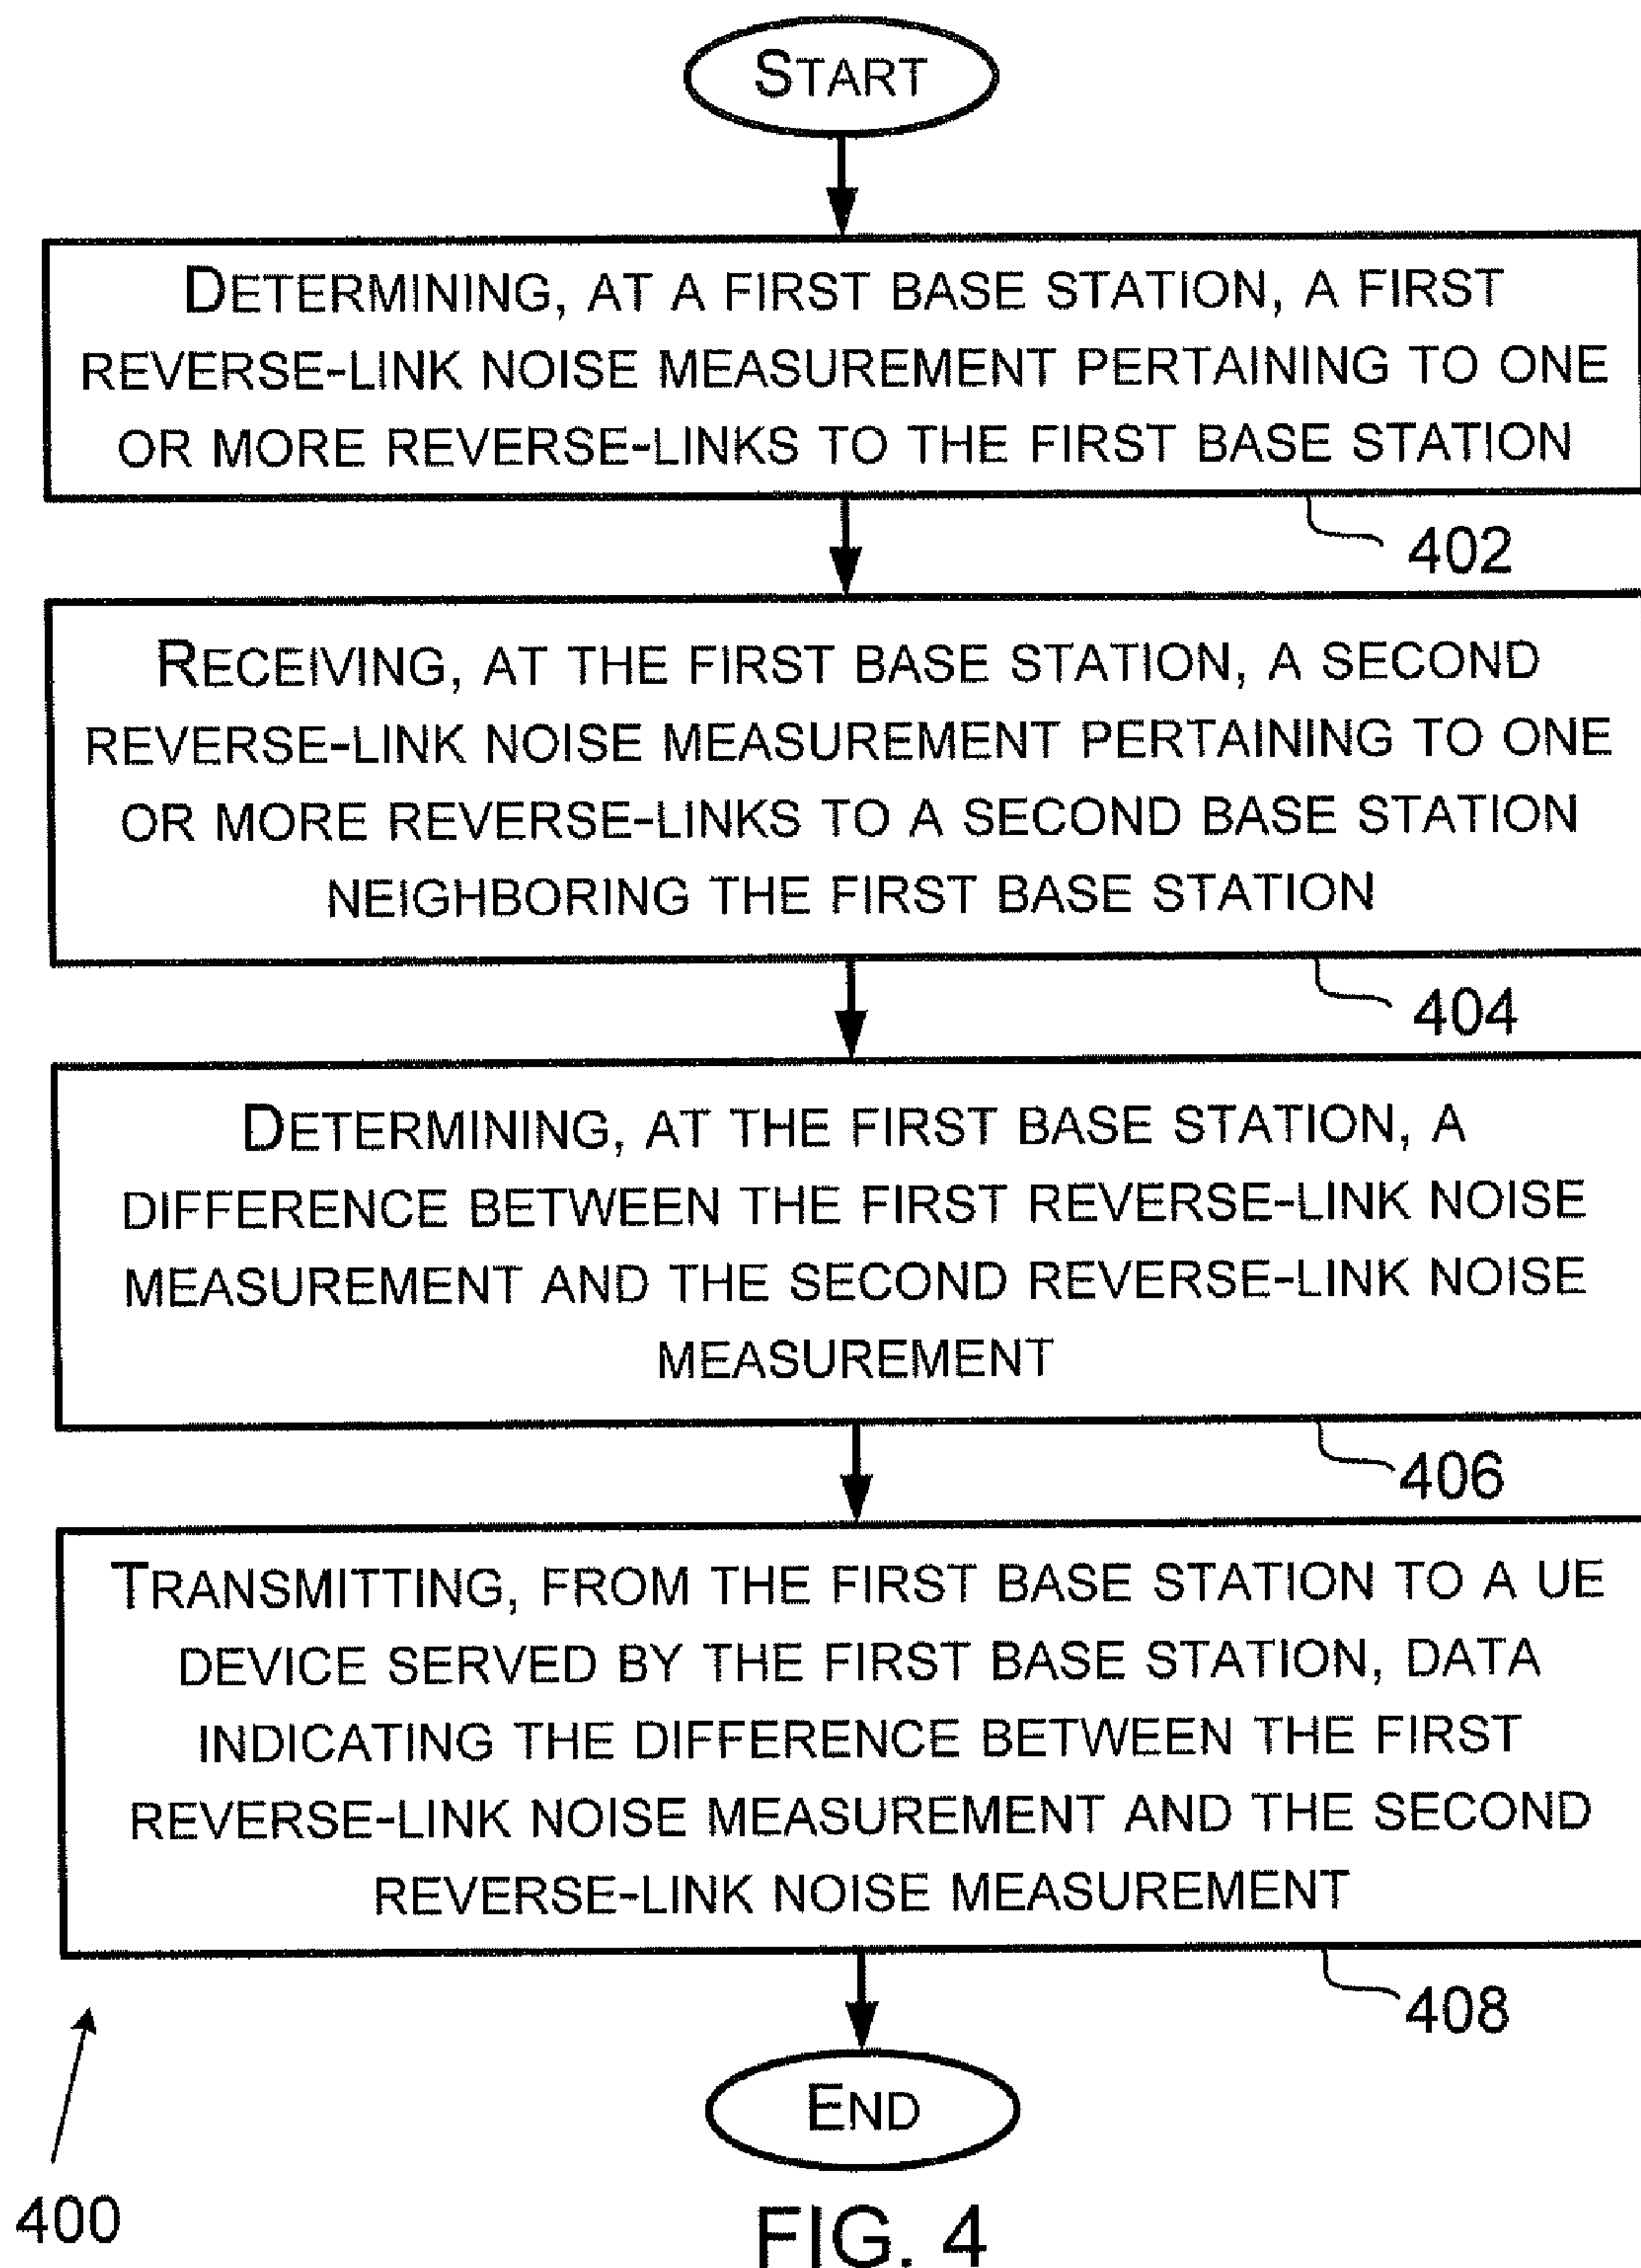 START
DETERMINING, AT A FIRST BASE STATION, A FIRST
REVERSE-LINK NOISE MEASUREMENT PERTAINING TO ONE
OR MORE REVERSE-LINKS TO THE FIRST BASE STATION
402
RECEIVING, AT THE FIRST BASE STATION, A SECOND
REVERSE-LINK NOISE MEASUREMENT PERTAINING TO ONE
OR MORE REVERSE-LINKS TO A SECOND BASE STATION
NEIGHBORING THE FIRST BASE STATION
404
DETERMINING, AT THE FIRST BASE STATION, A
DIFFERENCE BETWEEN THE FIRST REVERSE-LINK NOISE
MEASUREMENT AND THE SECOND REVERSE-LINK NOISE
MEASUREMENT
406
TRANSMITTING, FROM THE FIRST BASE STATION TO A UE
DEVICE SERVED BY THE FIRST BASE STATION, DATA
INDICATING THE DIFFERENCE BETWEEN THE FIRST
REVERSE-LINK NOISE MEASUREMENT AND THE SECOND
REVERSE-LINK NOISE MEASUREMENT
408
END
400
FIG. 4